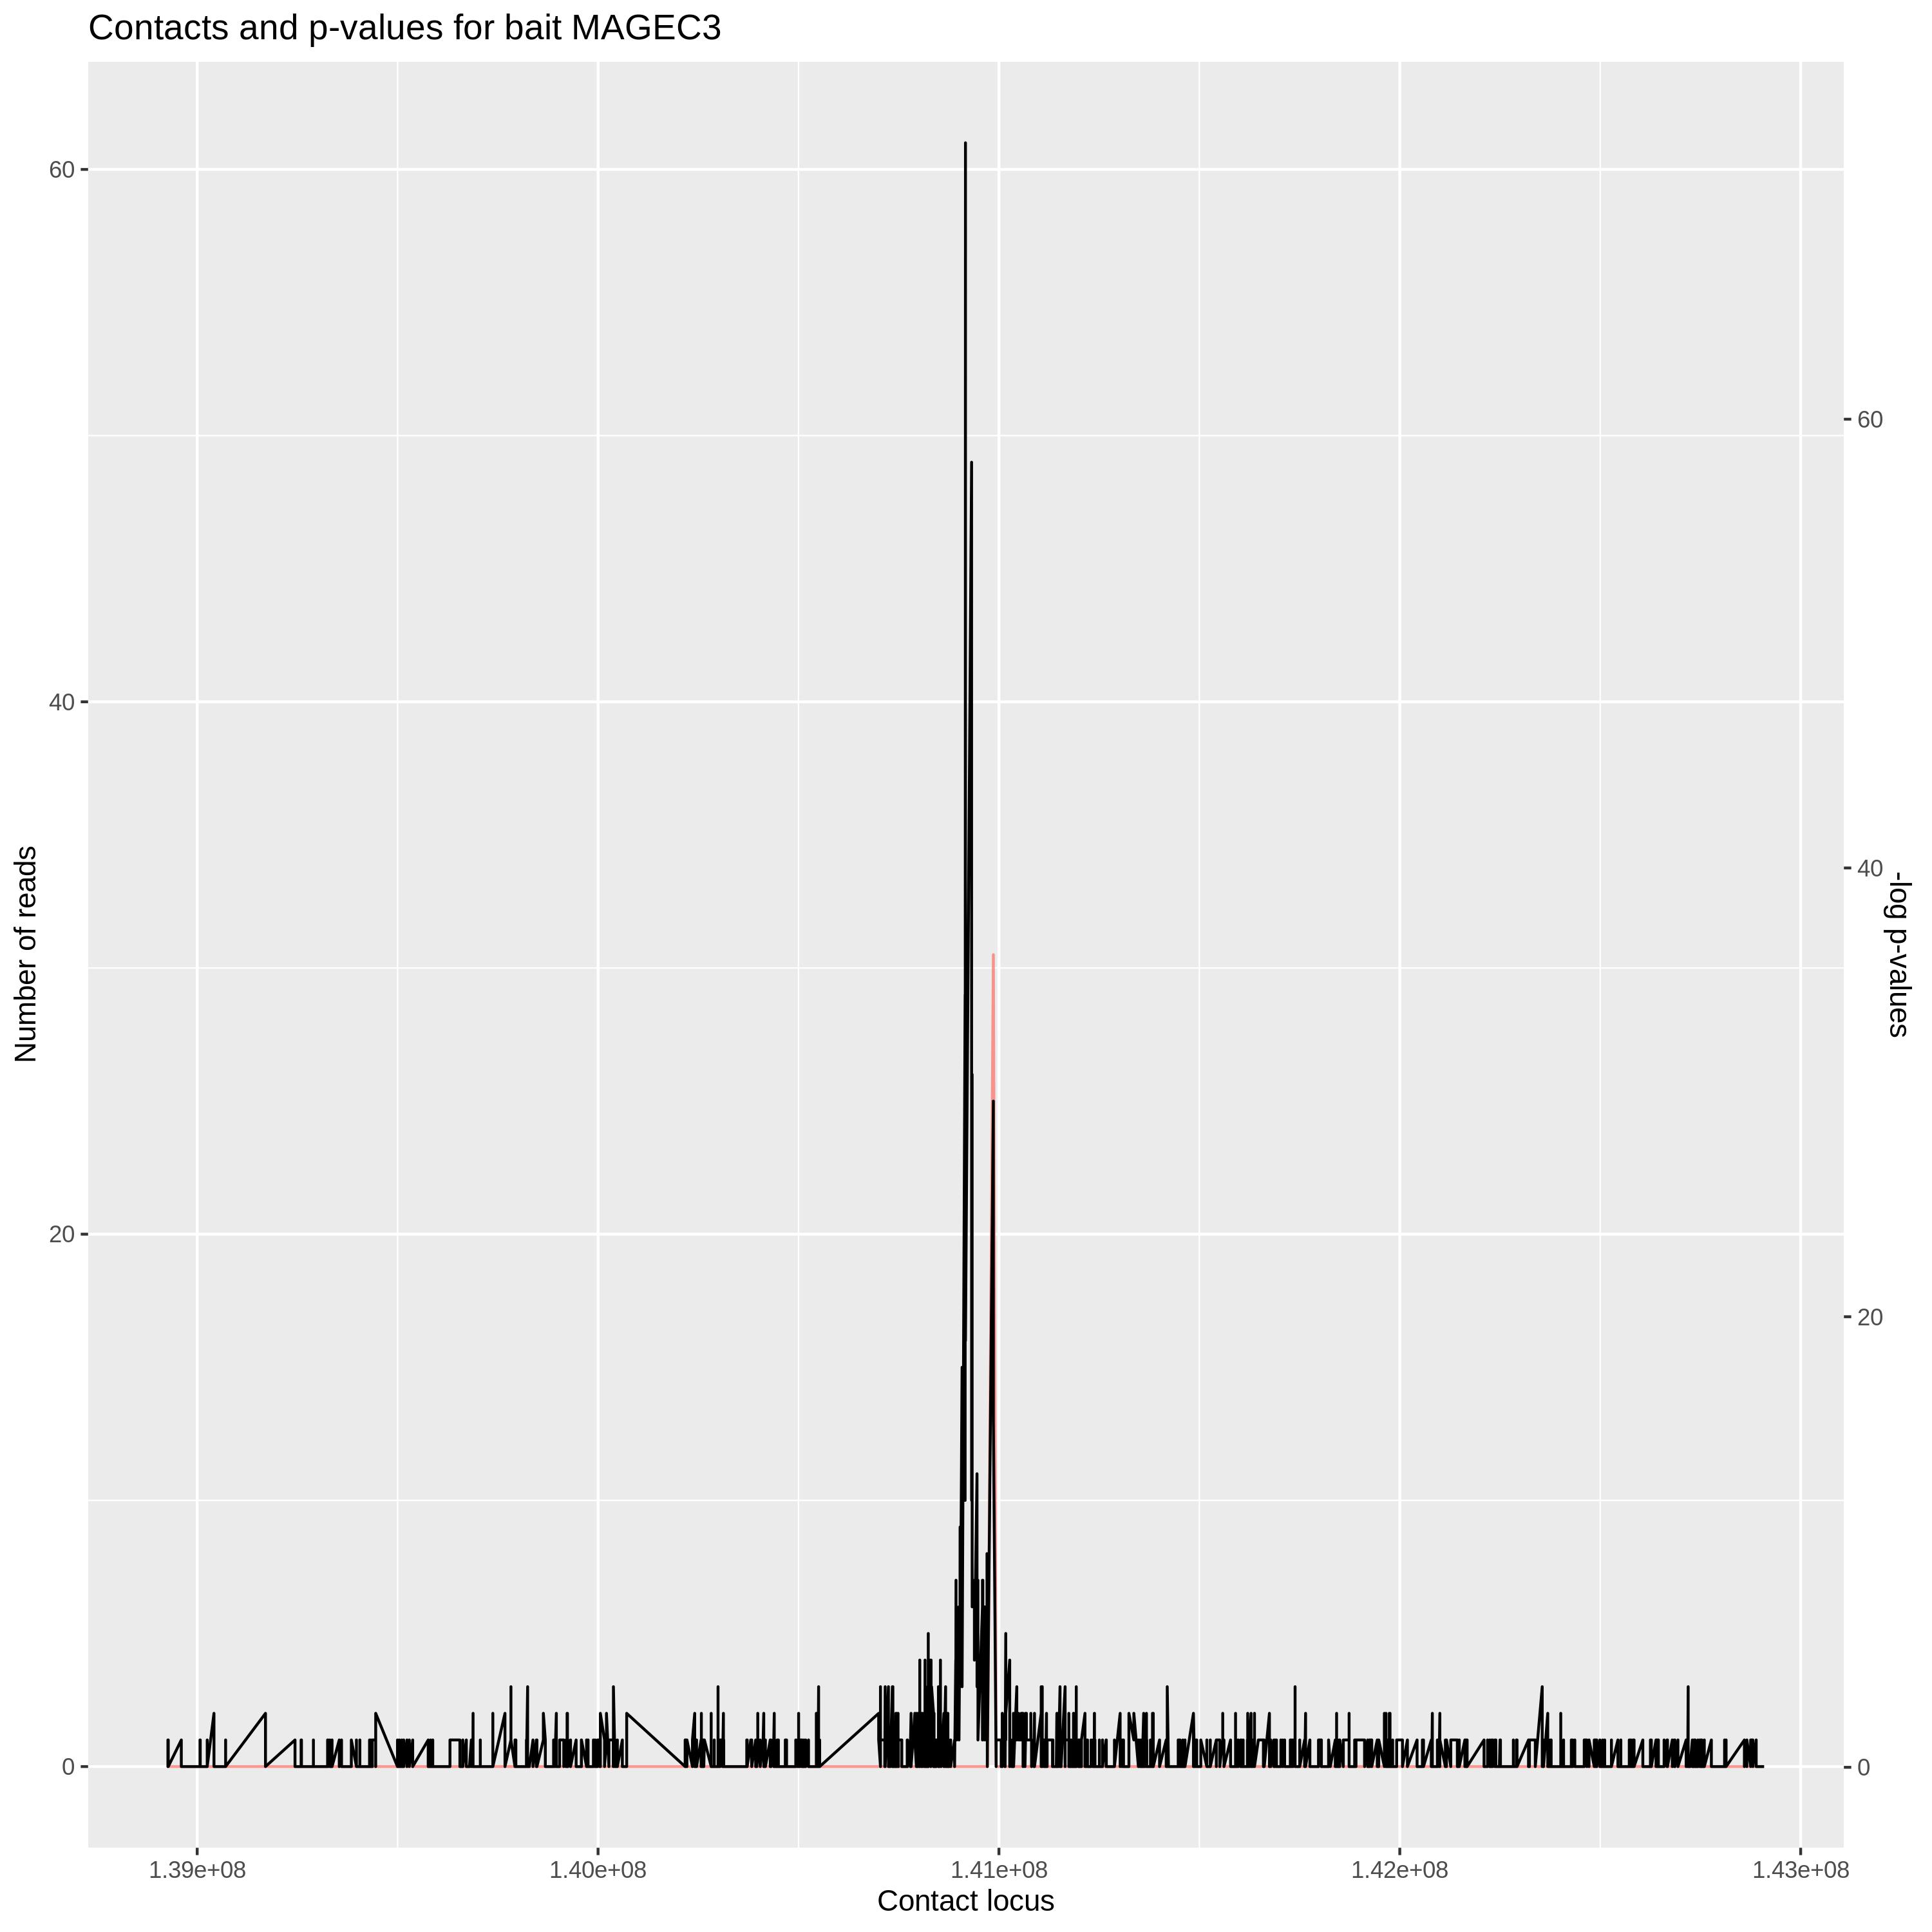 Contacts and p-values for bait MAGEC3
60
40
20
0
Number of reads
60
40
20
0
-log p-values
1.39e+08 1.40e+08 1.41e+08 1.42e+08 1.43e+08
Contact locus